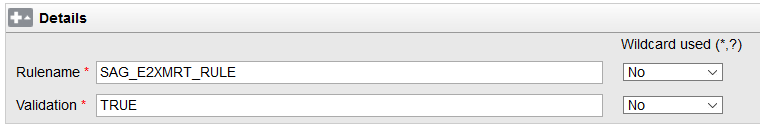 Details
Wildcard used (*,?)
Rulename * SAG_E2XMRT_RULE No
Validation * TRUE No